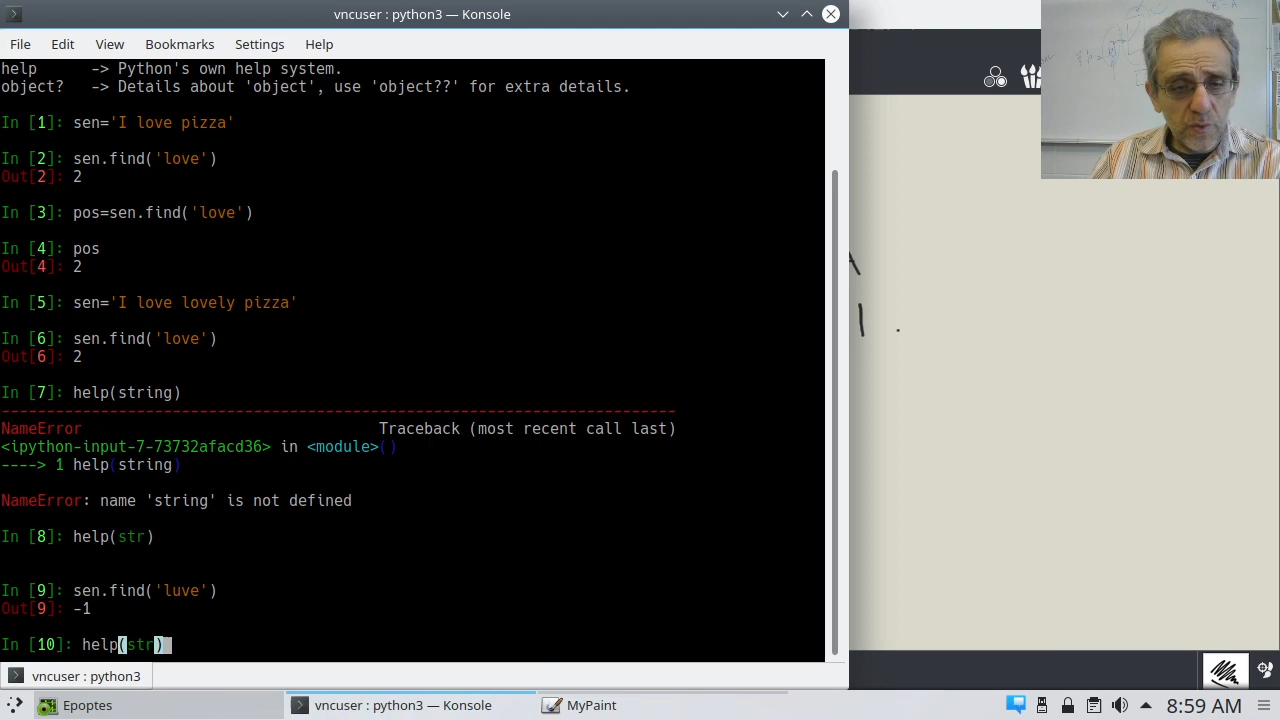 vncuser : python3 — Konsole
File Edit View Bookmarks Settings Help
help -> Python's own help system.
object? -> Details about 'object', use 'object??' for extra details.
In [1]: sen='I love pizza'
In [2]: sen.find('love')
Out[2]: 2
In [3]: pos=sen.find('love')
In [4]: pos
Out[4]: 2
In [5]: sen='I love lovely pizza'
In [6]: sen.find('love')
Out[6]: 2
In [7]: help(string)
---------------------------------------------------------------------------
NameError Traceback (most recent call last)
<ipython-input-7-73732afacd36> in <module>()
----> 1 help(string)
NameError: name 'string' is not defined
In [8]: help(str)
In [9]: sen.find('luve')
Out[9]: -1
In [10]: help(str)
vncuser : python3
Epoptes
vncuser : python3 — Konsole
MyPaint
8:59 AM